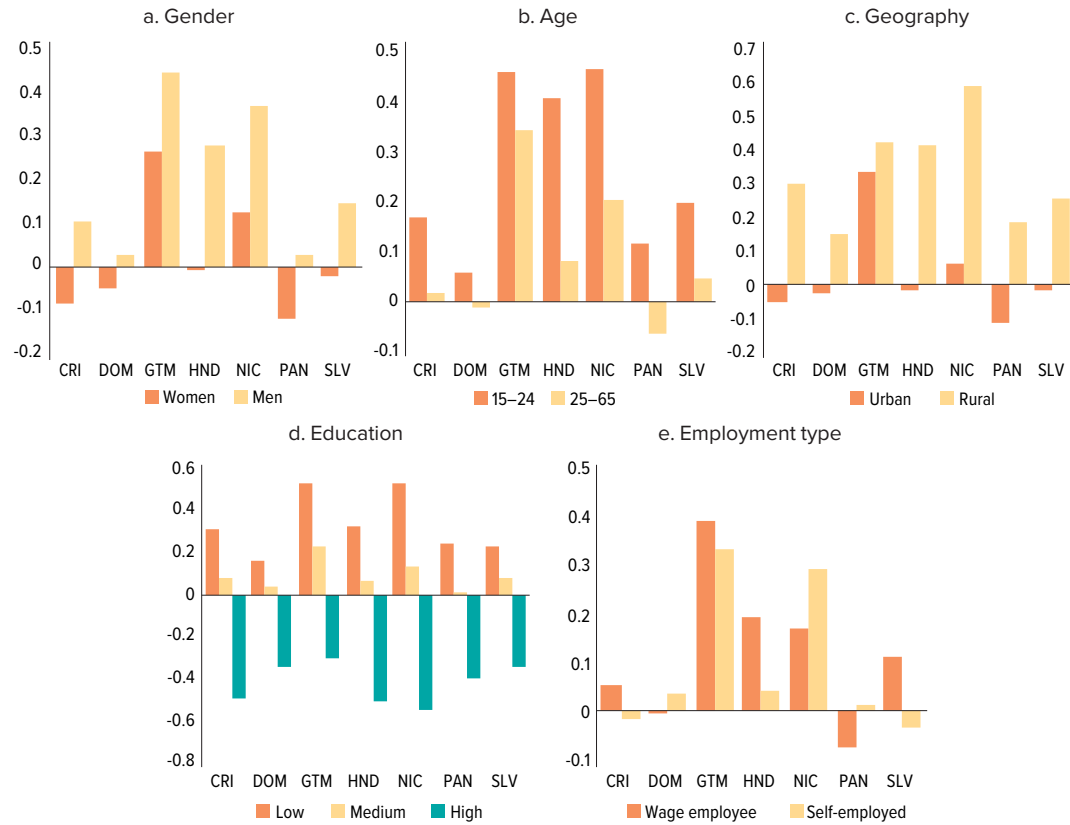 a. Gender
0.5
0.4
0.3
0.2
0.1
0
-0.1
-0.2
CRI DOM GTM HND NIC PAN SLV
Women Men
b. Age
0.5
0.4
0.2
0.1
0
-0.1
CRI DOM GTM HND NIC PAN SLV
15–24 25–65
c. Geography
0.7
0.6
0.5
0.4
0.3
0.2
0.1
0
-0.1
-0.2
CRI DOM GTM HND NIC PAN SLV
Urban Rural
d. Education
0.6
0.4
0.2
0
-0.2
-0.4
-0.6
-0.8
CRI DOM GTM HND NIC PAN SLV
Low Medium High
e. Employment type
0.5
0.4
0.3
0.2
0.1
0
-0.1
CRI DOM GTM HND NIC PAN SLV
Wage employee Self-employed